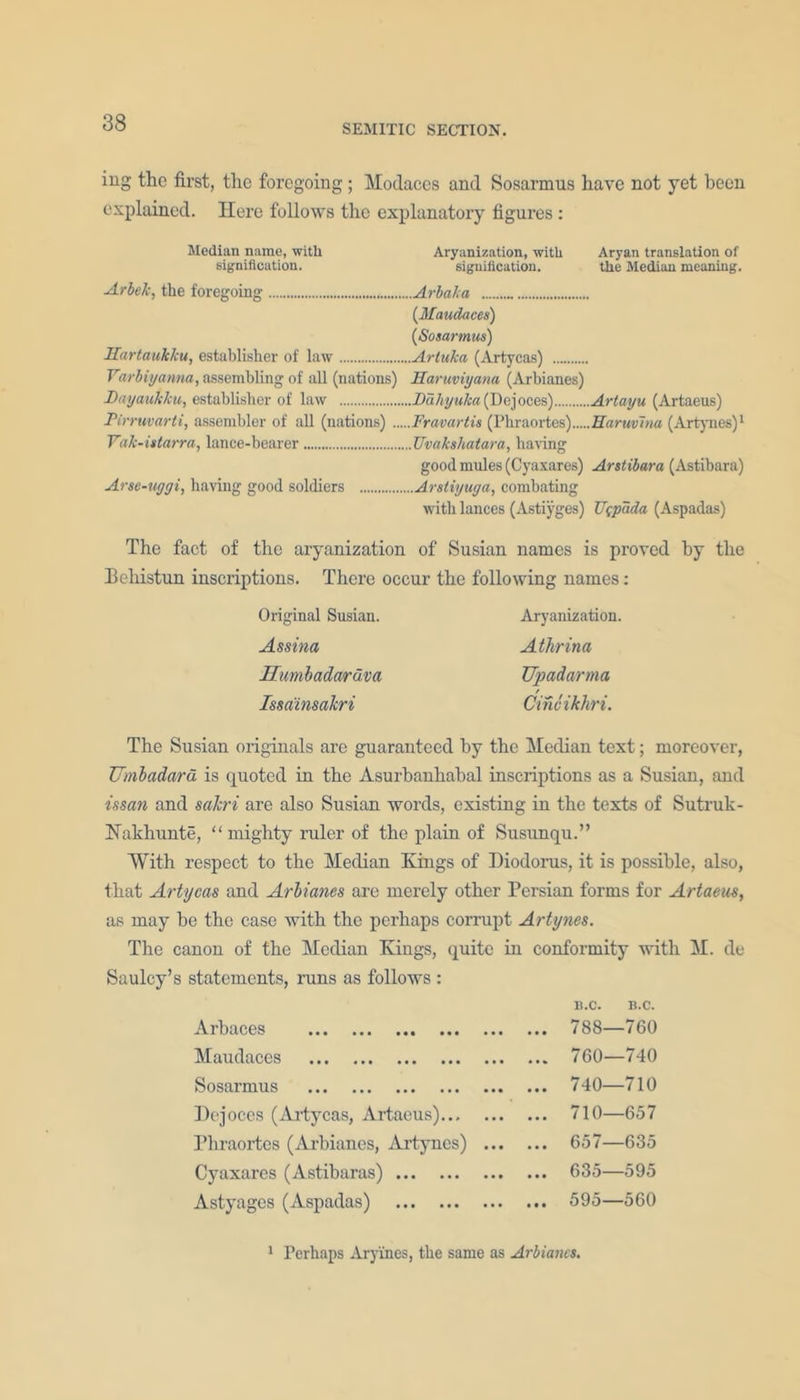 38
SEMITIC SECTION.
ing the first, the foregoing; Modaces and Sosarmus have not yet been
explained. Here follows the explanatory figures:
Median name, with signification. Aryanization, with signification. Aryan translation of the Median meaning.
Arbek, the foregoing ........ Arbaka ........
(Maudaces)
(Sosarmus)
Hartaukku, establisher of law ........ Artuka (Artycas) ........
Varbiyanna, assembling of all (nations) Haruviyana (Arbianes)
Dayaukku, establisher of law ........ Dāhyuka (Dejoces) ........ Artayu (Artaeus)
Pirruvarti, assembler of all (nations) ..... Fravartis (Phraortes) ..... Haruvīna (Artynes)¹
Vak-istarra, lance-bearer ........ Uvakshatara, having
good mules (Cyaxares) Arstibara (Astibara)
Arse-uggi, having good soldiers ........ Arstiyuga, combating
with lances (Astiyges) Uçpāda (Aspadas)
The fact of the aryanization of Susian names is proved by the
Behistun inscriptions. There occur the following names:
Original Susian. Aryanization.
Assina Athrina
Humbadarāva Upadarma
Issaïnsakri Cińćikhri.
The Susian originals are guaranteed by the Median text; moreover,
Umbadarā is quoted in the Asurbanhabal inscriptions as a Susian, and
issan and sakri are also Susian words, existing in the texts of Sutruk-
Nakhuntē, “mighty ruler of the plain of Susunqu.”
With respect to the Median Kings of Diodorus, it is possible, also,
that Artycas and Arbianes are merely other Persian forms for Artaeus,
as may be the case with the perhaps corrupt Artynes.
The canon of the Median Kings, quite in conformity with M. de
Saulcy’s statements, runs as follows:
B.C. B.C.
Arbaces ... ... ... ... ... ... 788—760
Maudaces ... ... ... ... ... ... 760—740
Sosarmus ... ... ... ... ... ... 740—710
Dejoces (Artycas, Artaeus)... ... ... 710—657
Phraortes (Arbianes, Artynes) ... ... 657—635
Cyaxares (Astibaras) ... ... ... ... 635—595
Astyages (Aspadas) ... ... ... ... 595—560
¹ Perhaps Aryïnes, the same as Arbianes.